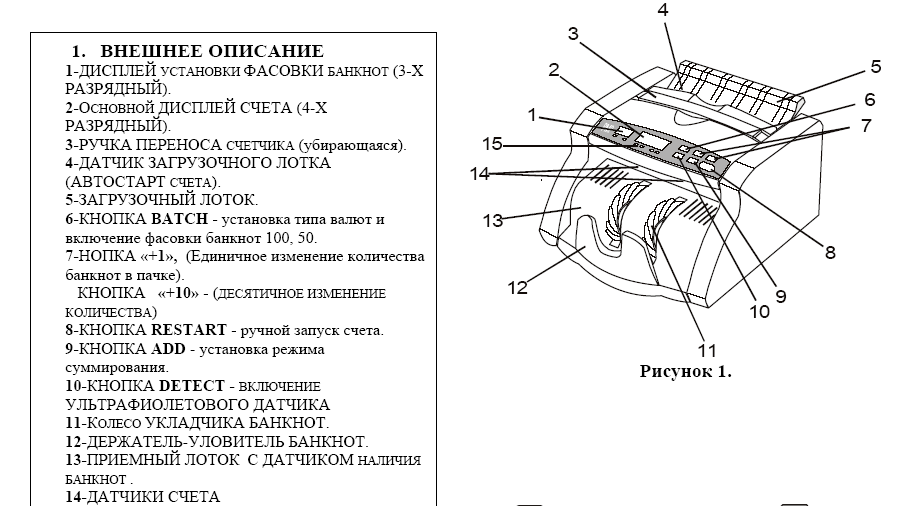 1. ВНЕШНЕЕ ОПИСАНИЕ
1-ДИСПЛЕЙ УСТАНОВКИ ФАСОВКИ БАНКНОТ (3-Х
РАЗРЯДНЫЙ).
2-Основной ДИСПЛЕЙ СЧЕТА (4-Х
РАЗРЯДНЫЙ).
3-РУЧКА ПЕРЕНОСА СЧЕТЧИКА (убирающаяся).
4-ДАТЧИК ЗАГРУЗОЧНОГО ЛОТКА
(АВТОСТАРТ СЧЕТА).
5-ЗАГРУЗОЧНЫЙ ЛОТОК.
6-КНОПКА BATCH - установка типа валют и
включение фасовки банкнот 100, 50.
7-НОПКА «+1», (Единичное изменение количества
банкнот в пачке).
КНОПКА «+10» - (ДЕСЯТИЧНОЕ ИЗМЕНЕНИЕ
КОЛИЧЕСТВА)
8-КНОПКА RESTART - ручной запуск счета.
9-КНОПКА ADD - установка режима
суммирования.
10-КНОПКА DETECT - ВКЛЮЧЕНИЕ
УЛЬТРАФИОЛЕТОВОГО ДАТЧИКА
11-Колесо УКЛАДЧИКА БАНКНОТ.
12-ДЕРЖАТЕЛЬ-УЛОВИТЕЛЬ БАНКНОТ.
13-ПРИЕМНЫЙ ЛОТОК С ДАТЧИКОМ НАЛИЧИЯ
БАНКНОТ .
14-ДАТЧИКИ СЧЕТА
4
3
5
2
6
1
7
15
14
13
8
12
9
10
11
Рисунок 1.